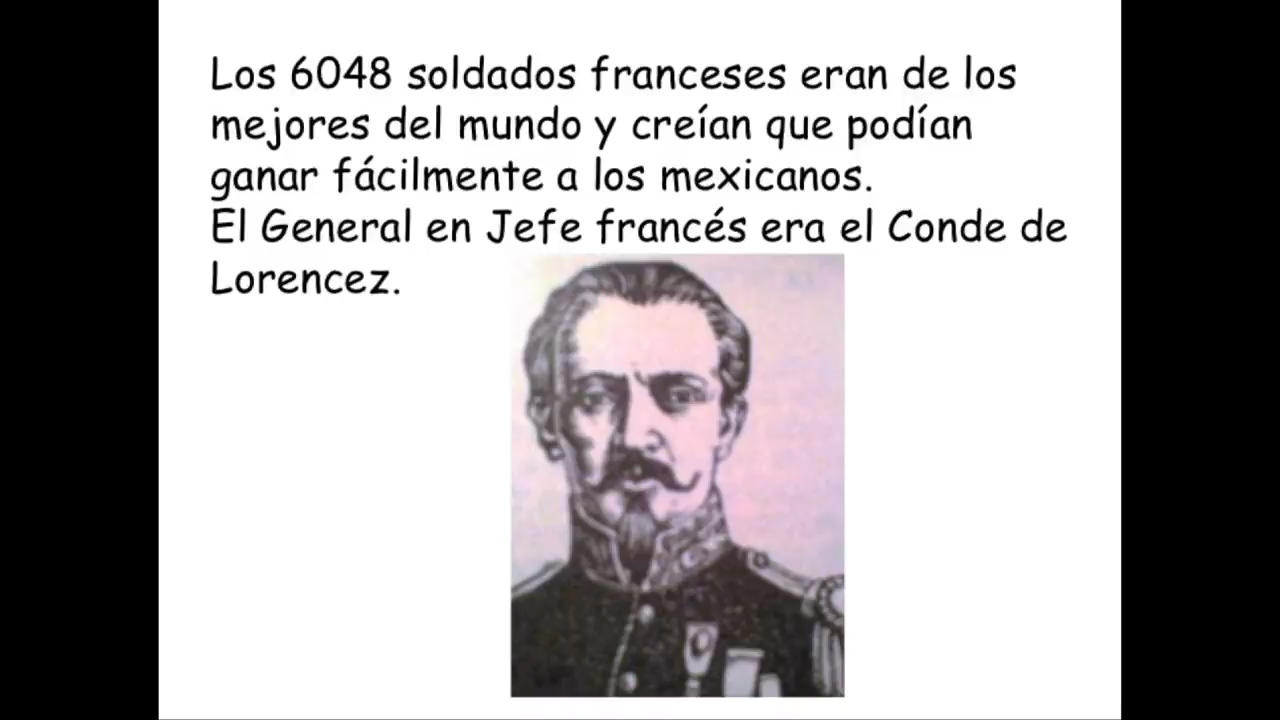 Los 6048 soldados franceses eran de los
mejores del mundo y creían que podían
ganar fácilmente a los mexicanos.
El General en Jefe francés era el Conde de
Lorencez.